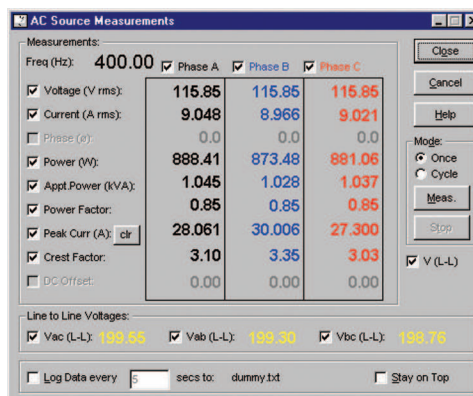 AC Source Measurements
Measurements:
Freq (Hz): 400.00 Phase A Phase B Phase C
Voltage (V rms): 115.85 115.85 115.85
Current (A rms): 9.048 8.966 9.021
Phase (ø): 0.0 0.0 0.0
Power (W): 888.41 873.48 881.06
Appt.Power (kVA): 1.045 1.028 1.037
Power Factor: 0.85 0.85 0.85
Peak Curr (A): clr 28.061 30.006 27.300
Crest Factor: 3.10 3.35 3.03
DC Offset: 0.00 0.00 0.00
Close
Cancel
Help
Mode:
Once
Cycle
Meas.
Stop
V (L-L)
Line to Line Voltages:
Vac (L-L): 199.55 Vab (L-L): 199.30 Vbc (L-L): 198.76
Log Data every 5 secs to: dummy.txt Stay on Top